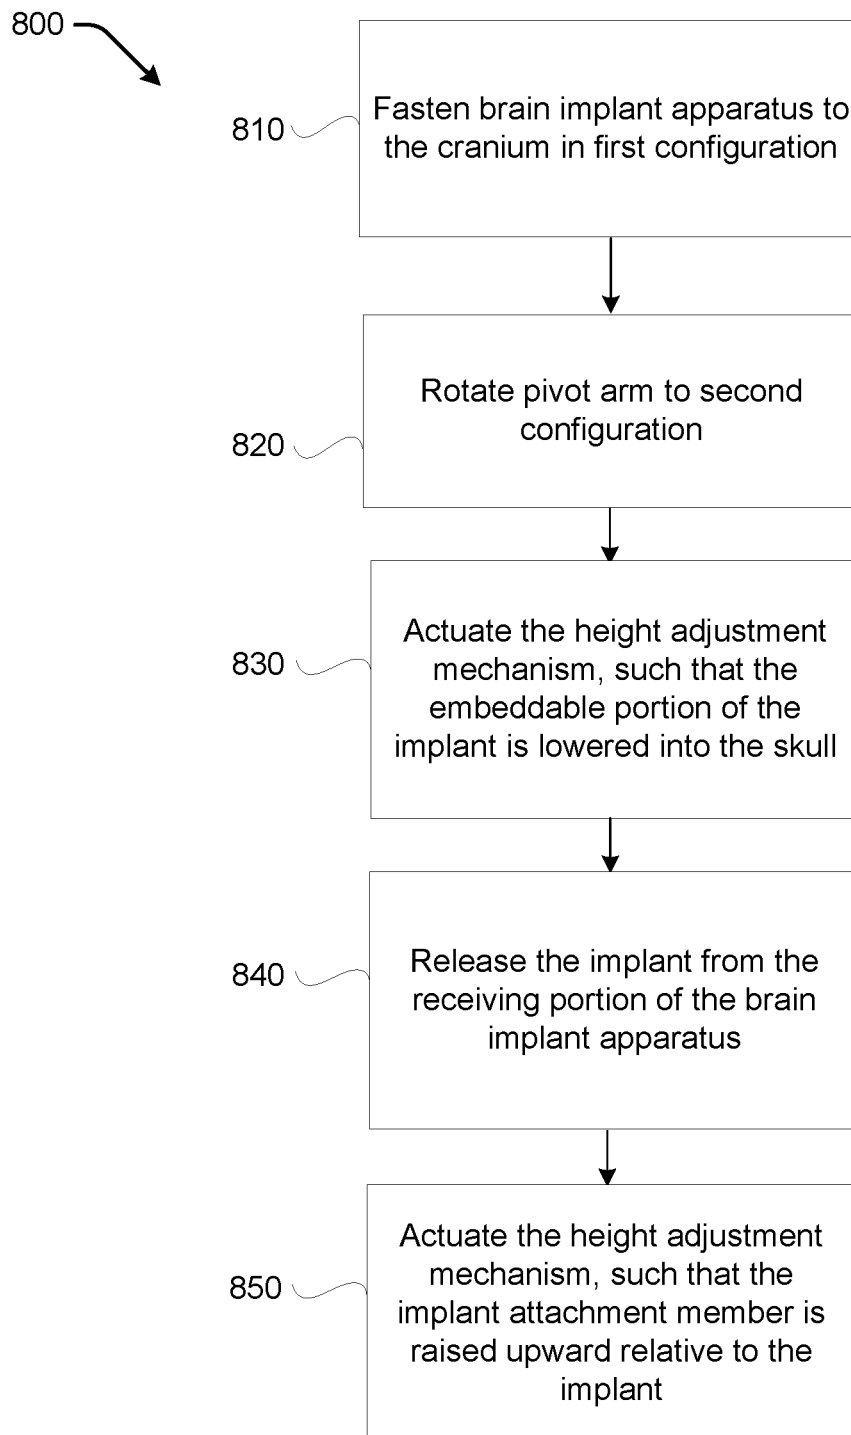 800
810
Fasten brain implant apparatus to
the cranium in first configuration
820
Rotate pivot arm to second
configuration
830
Actuate the height adjustment
mechanism, such that the
embeddable portion of the
implant is lowered into the skull
840
Release the implant from the
receiving portion of the brain
implant apparatus
850
Actuate the height adjustment
mechanism, such that the
implant attachment member is
raised upward relative to the
implant